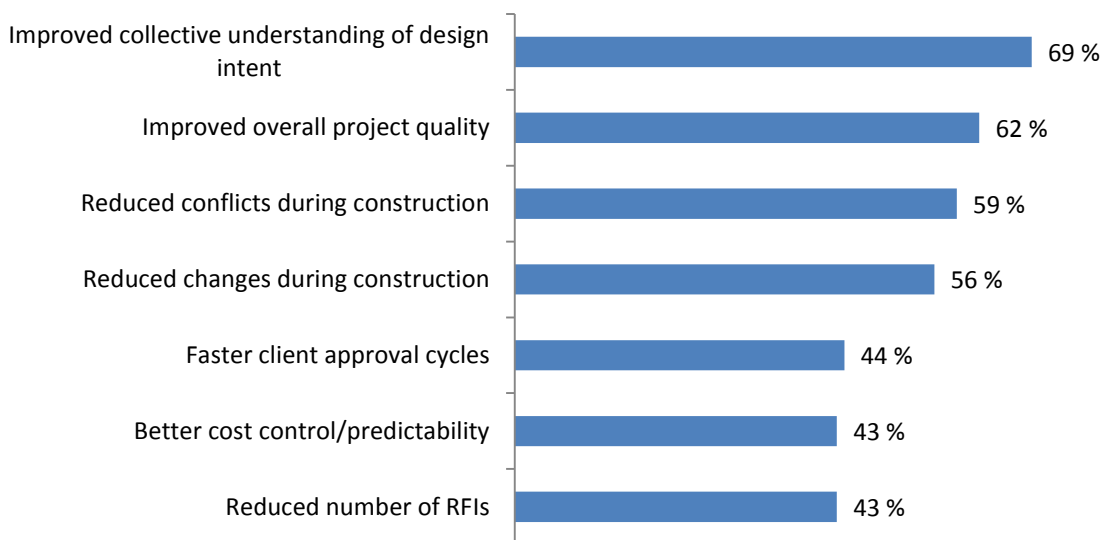 Improved collective understanding of design
intent
69 %
Improved overall project quality
62 %
Reduced conflicts during construction
59 %
Reduced changes during construction
56 %
Faster client approval cycles
44 %
Better cost control/predictability
43 %
Reduced number of RFIs
43 %